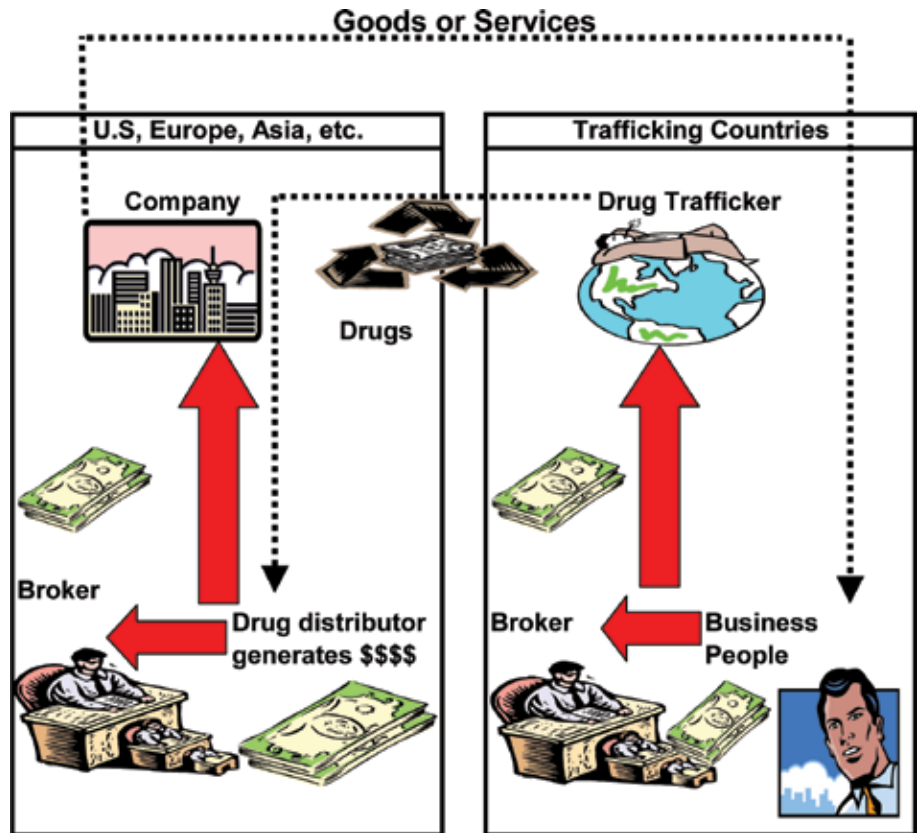 Goods or Services
U.S, Europe, Asia, etc.
Trafficking Countries
Company
Drug Trafficker
Drugs
Broker
Drug distributor
generates $$$$
Broker
Business
People